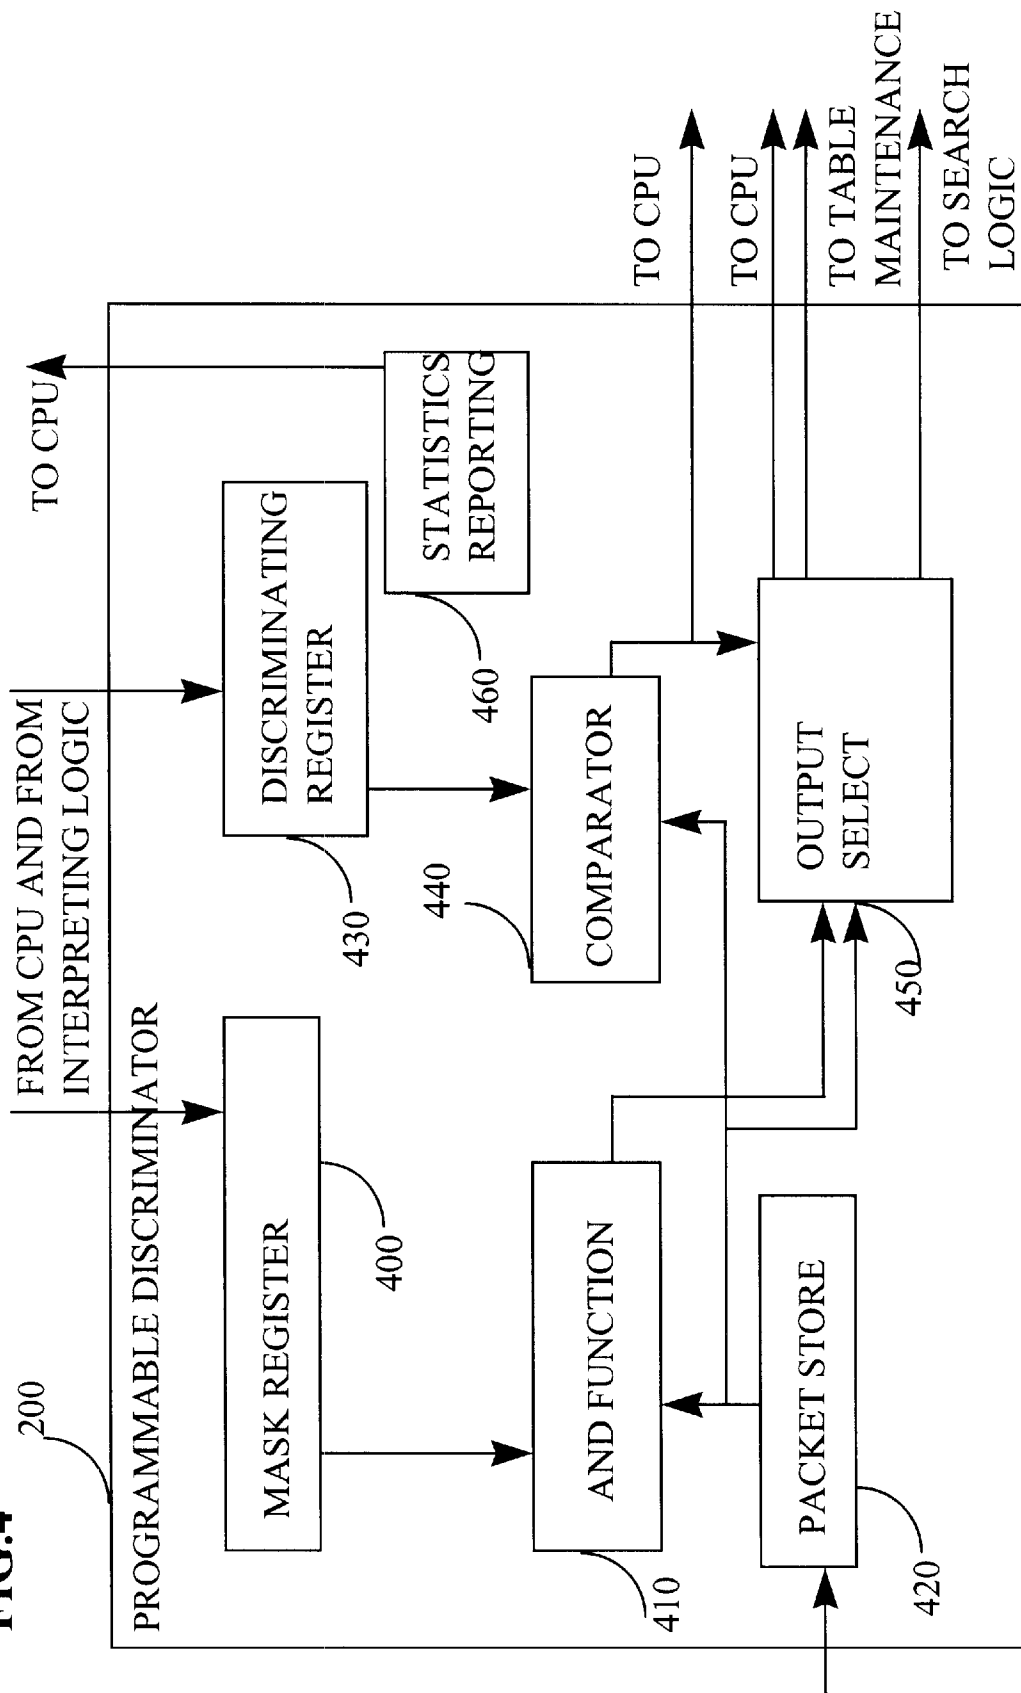 FIG.4
200
PROGRAMMABLE DISCRIMINATOR
FROM CPU AND FROM
INTERPRETING LOGIC
TO CPU
MASK REGISTER
400
DISCRIMINATING
REGISTER
430
STATISTICS
REPORTING
460
AND FUNCTION
410
440
COMPARATOR
PACKET STORE
420
OUTPUT
SELECT
450
TO CPU
TO CPU
TO TABLE
MAINTENANCE
TO SEARCH
LOGIC